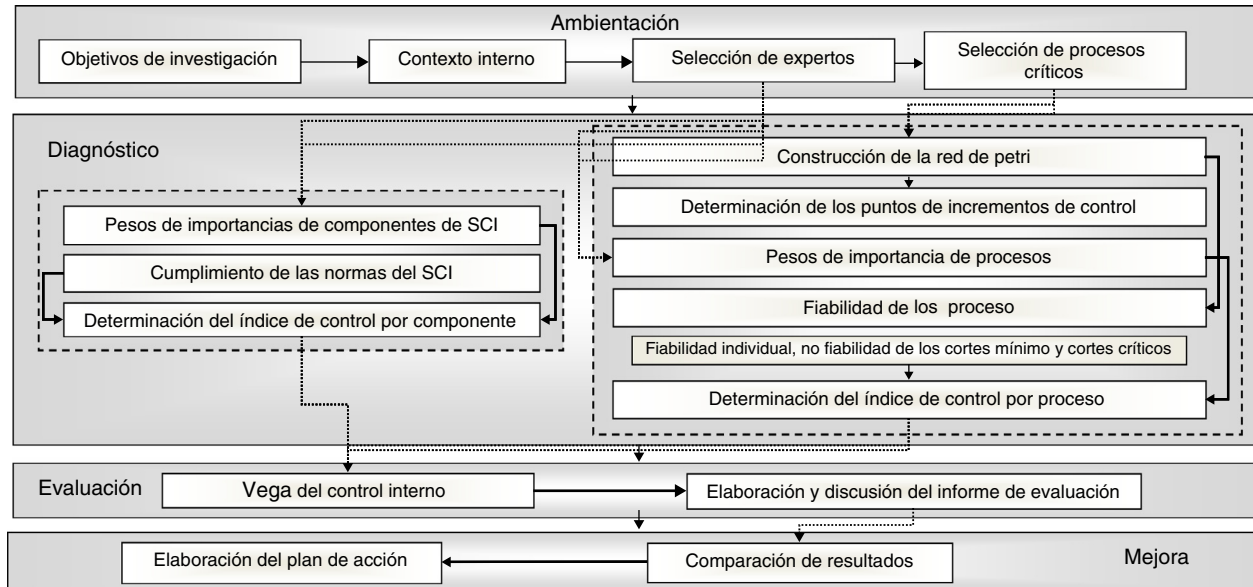 Ambientación
Objetivos de investigación
Contexto interno
Selección de expertos
Selección de procesos
críticos
Diagnóstico
Pesos de importancias de componentes de SCI
Cumplimiento de las normas del SCI
Determinación del índice de control por componente
Construcción de la red de petri
Determinación de los puntos de incrementos de control
Pesos de importancia de procesos
Fiabilidad de los proceso
Fiabilidad individual, no fiabilidad de los cortes mínimo y cortes críticos
Determinación del índice de control por proceso
Evaluación
Vega del control interno
Elaboración y discusión del informe de evaluación
Elaboración del plan de acción
Comparación de resultados
Mejora